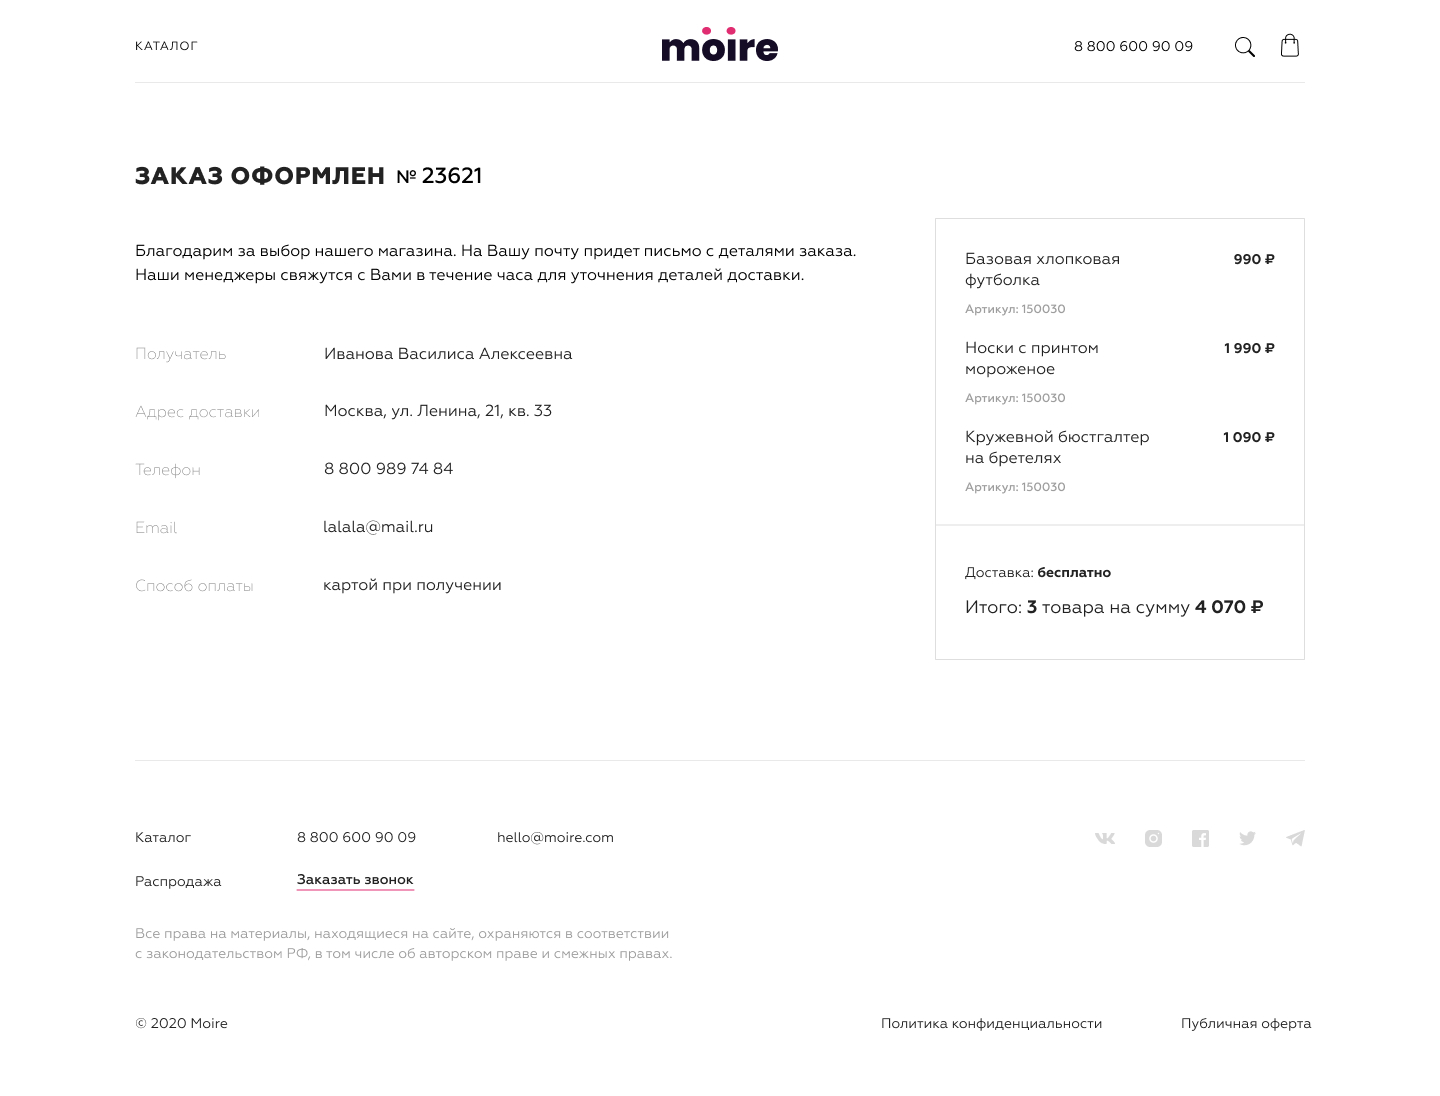 КАТАЛОГ
moire
8 800 600 90 09
ЗАКАЗ ОФОРМЛЕН № 23621
Благодарим за выбор нашего магазина. На Вашу почту придет письмо с деталями заказа.
Наши менеджеры свяжутся с Вами в течение часа для уточнения деталей доставки.
Получатель
Иванова Василиса Алексеевна
Адрес доставки
Москва, ул. Ленина, 21, кв. 33
Телефон
8 800 989 74 84
Email
lalala@mail.ru
Способ оплаты
картой при получении
Базовая хлопковая
990 ₽
футболка
Артикул: 150030
Носки с принтом
1 990 ₽
мороженое
Артикул: 150030
Кружевной бюстгалтер
1 090 ₽
на бретелях
Артикул: 150030
Доставка: бесплатно
Итого: 3 товара на сумму 4 070 ₽
Каталог
8 800 600 90 09
hello@moire.com
Распродажа
Заказать звонок
Все права на материалы, находящиеся на сайте, охраняются в соответствии
с законодательством РФ, в том числе об авторском праве и смежных правах.
© 2020 Moire
Политика конфиденциальности
Публичная оферта